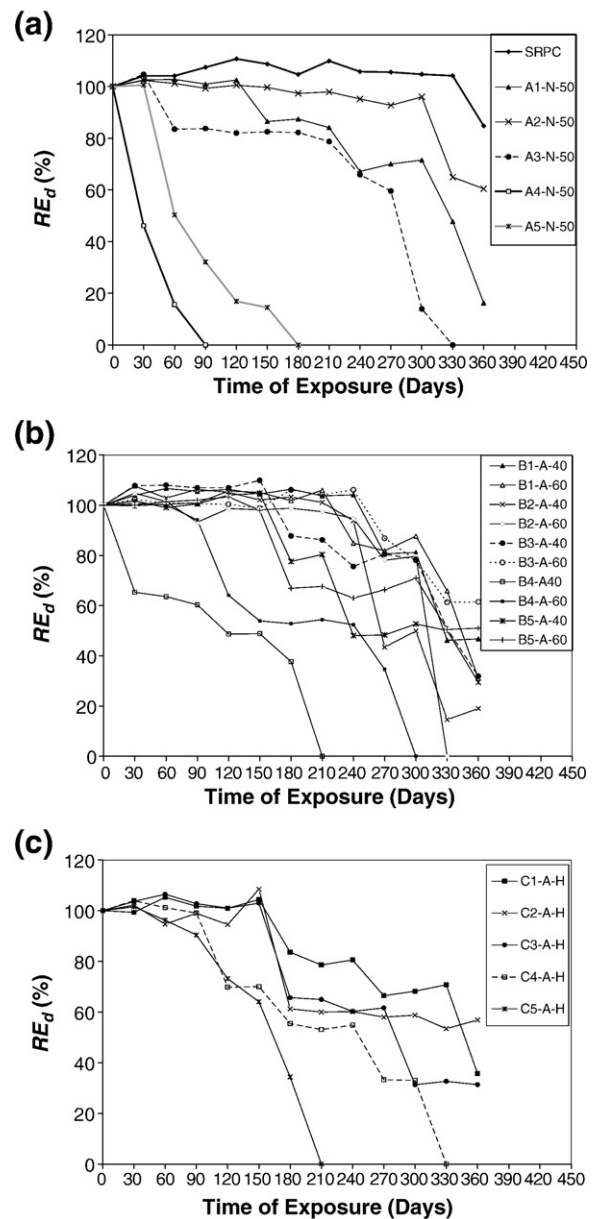 (a)
120
100
80
60
40
20
0
RE_d (%)
0 30 60 90 120 150 180 210 240 270 300 330 360 390 420 450
Time of Exposure (Days)
SRPC
A1-N-50
A2-N-50
A3-N-50
A4-N-50
A5-N-50
(b)
120
100
80
60
40
20
0
RE_d (%)
0 30 60 90 120 150 180 210 240 270 300 330 360 390 420 450
Time of Exposure (Days)
B1-A-40
B1-A-60
B2-A-40
B2-A-60
B3-A-40
B3-A-60
B4-A40
B4-A-60
B5-A-40
B5-A-60
(c)
120
100
80
60
40
20
0
RE_d (%)
0 30 60 90 120 150 180 210 240 270 300 330 360 390 420 450
Time of Exposure (Days)
C1-A-H
C2-A-H
C3-A-H
C4-A-H
C5-A-H